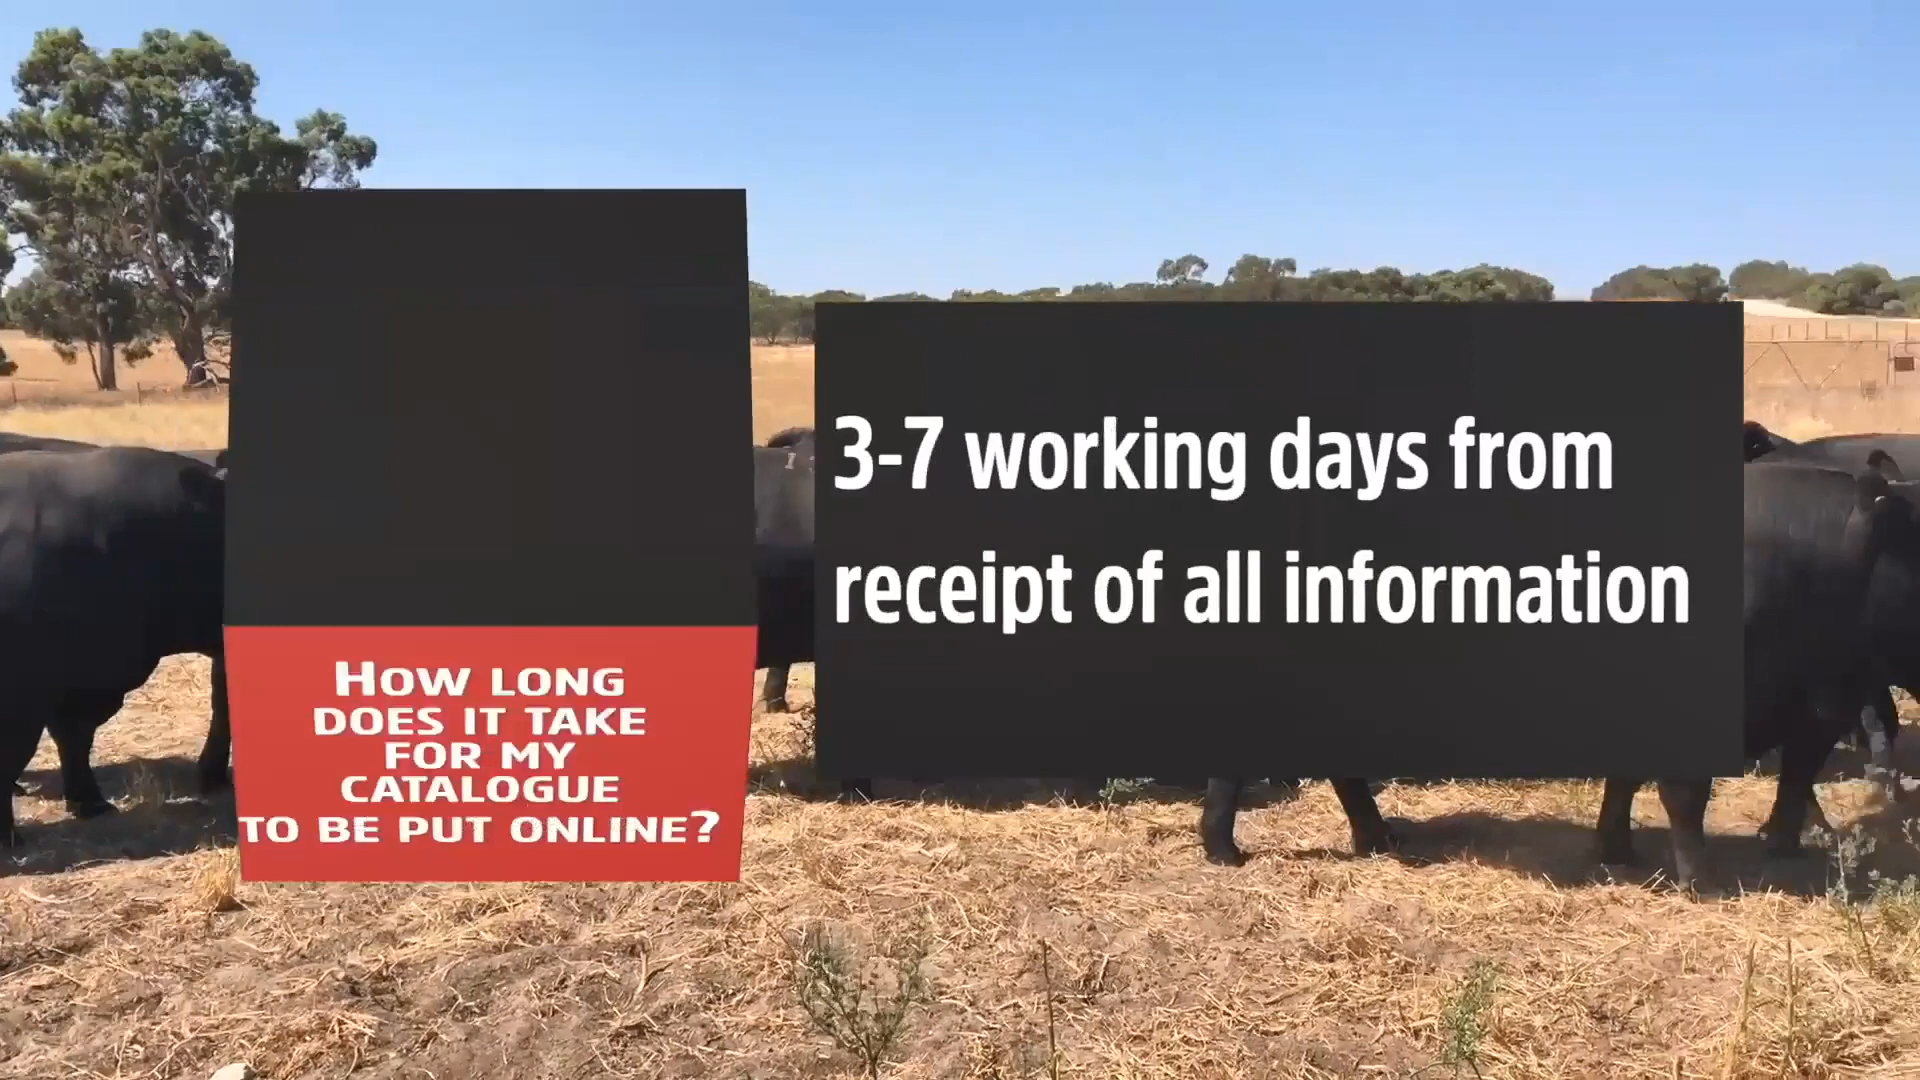 HOW LONG
DOES IT TAKE
FOR MY
CATALOGUE
TO BE PUT ONLINE?
3-7 working days from
receipt of all information